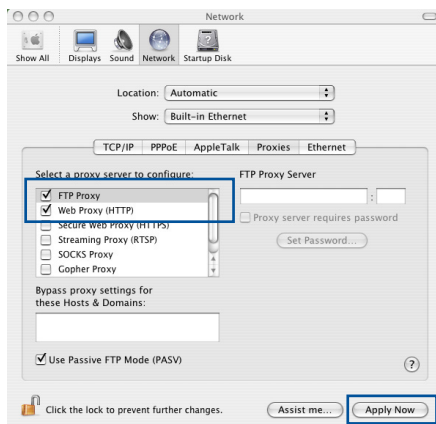 Network
Show All Displays Sound Network Startup Disk
Location: Automatic
Show: Built-in Ethernet
TCP/IP PPPoE AppleTalk Proxies Ethernet
Select a proxy server to configure:
FTP Proxy
Web Proxy (HTTP)
Secure Web Proxy (HTTPS)
Streaming Proxy (RTSP)
SOCKS Proxy
Gopher Proxy
FTP Proxy Server
:
Proxy server requires password
Set Password...
Bypass proxy settings for
these Hosts & Domains:
Use Passive FTP Mode (PASV)
?
Click the lock to prevent further changes.
Assist me...
Apply Now